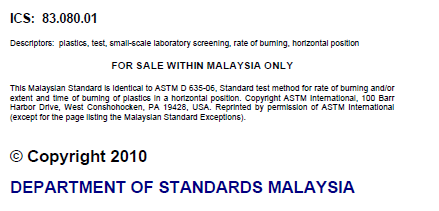 ICS:  83.080.01
Descriptors:  plastics, test, small-scale laboratory screening, rate of burning, horizontal position
FOR SALE WITHIN MALAYSIA ONLY
This Malaysian Standard is identical to ASTM D 635-06, Standard test method for rate of burning and/or
extent and time of burning of plastics in a horizontal position. Copyright ASTM International, 100 Barr
Harbor Drive, West Conshohocken, PA 19428, USA. Reprinted by permission of ASTM International
(except for the page listing the Malaysian Standard Exceptions).
© Copyright 2010
DEPARTMENT OF STANDARDS MALAYSIA